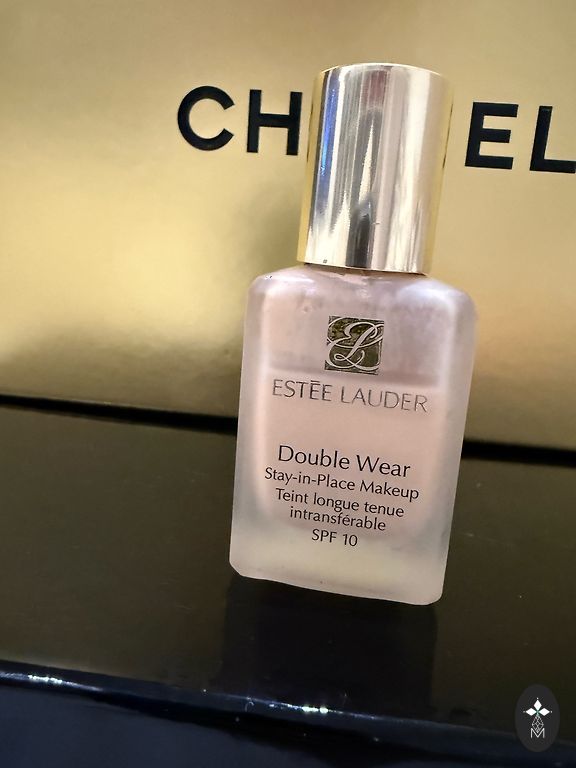 CH EL
ESTĒE LAUDER
Double Wear
Stay-in-Place Makeup
Teint longue tenue
intransférable
SPF 10
M